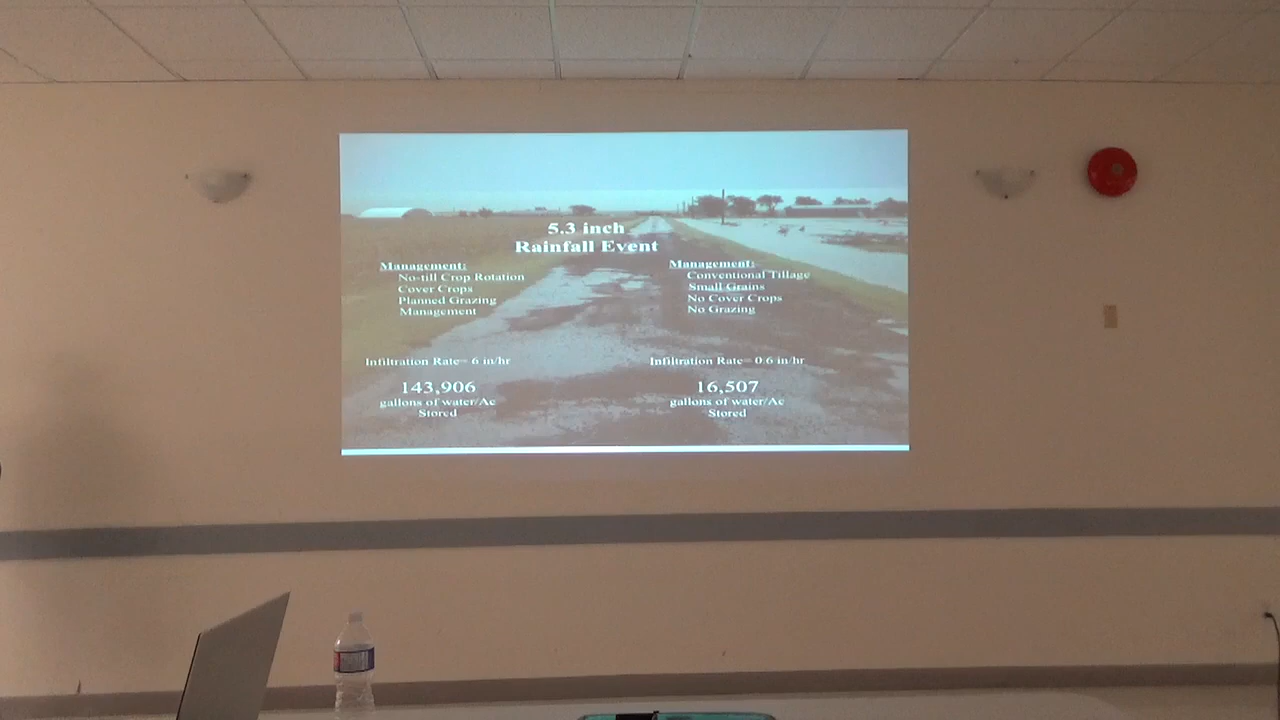 5.3 inch
Rainfall Event
Management:
No-till Crop Rotation
Cover Crops
Planned Grazing
Management
Infiltration Rate= 6 in/hr
143,906
gallons of water/Ac
Stored
Management:
Conventional Tillage
Small Grains
No Cover Crops
No Grazing
Infiltration Rate= 0.6 in/hr
16,507
gallons of water/Ac
Stored